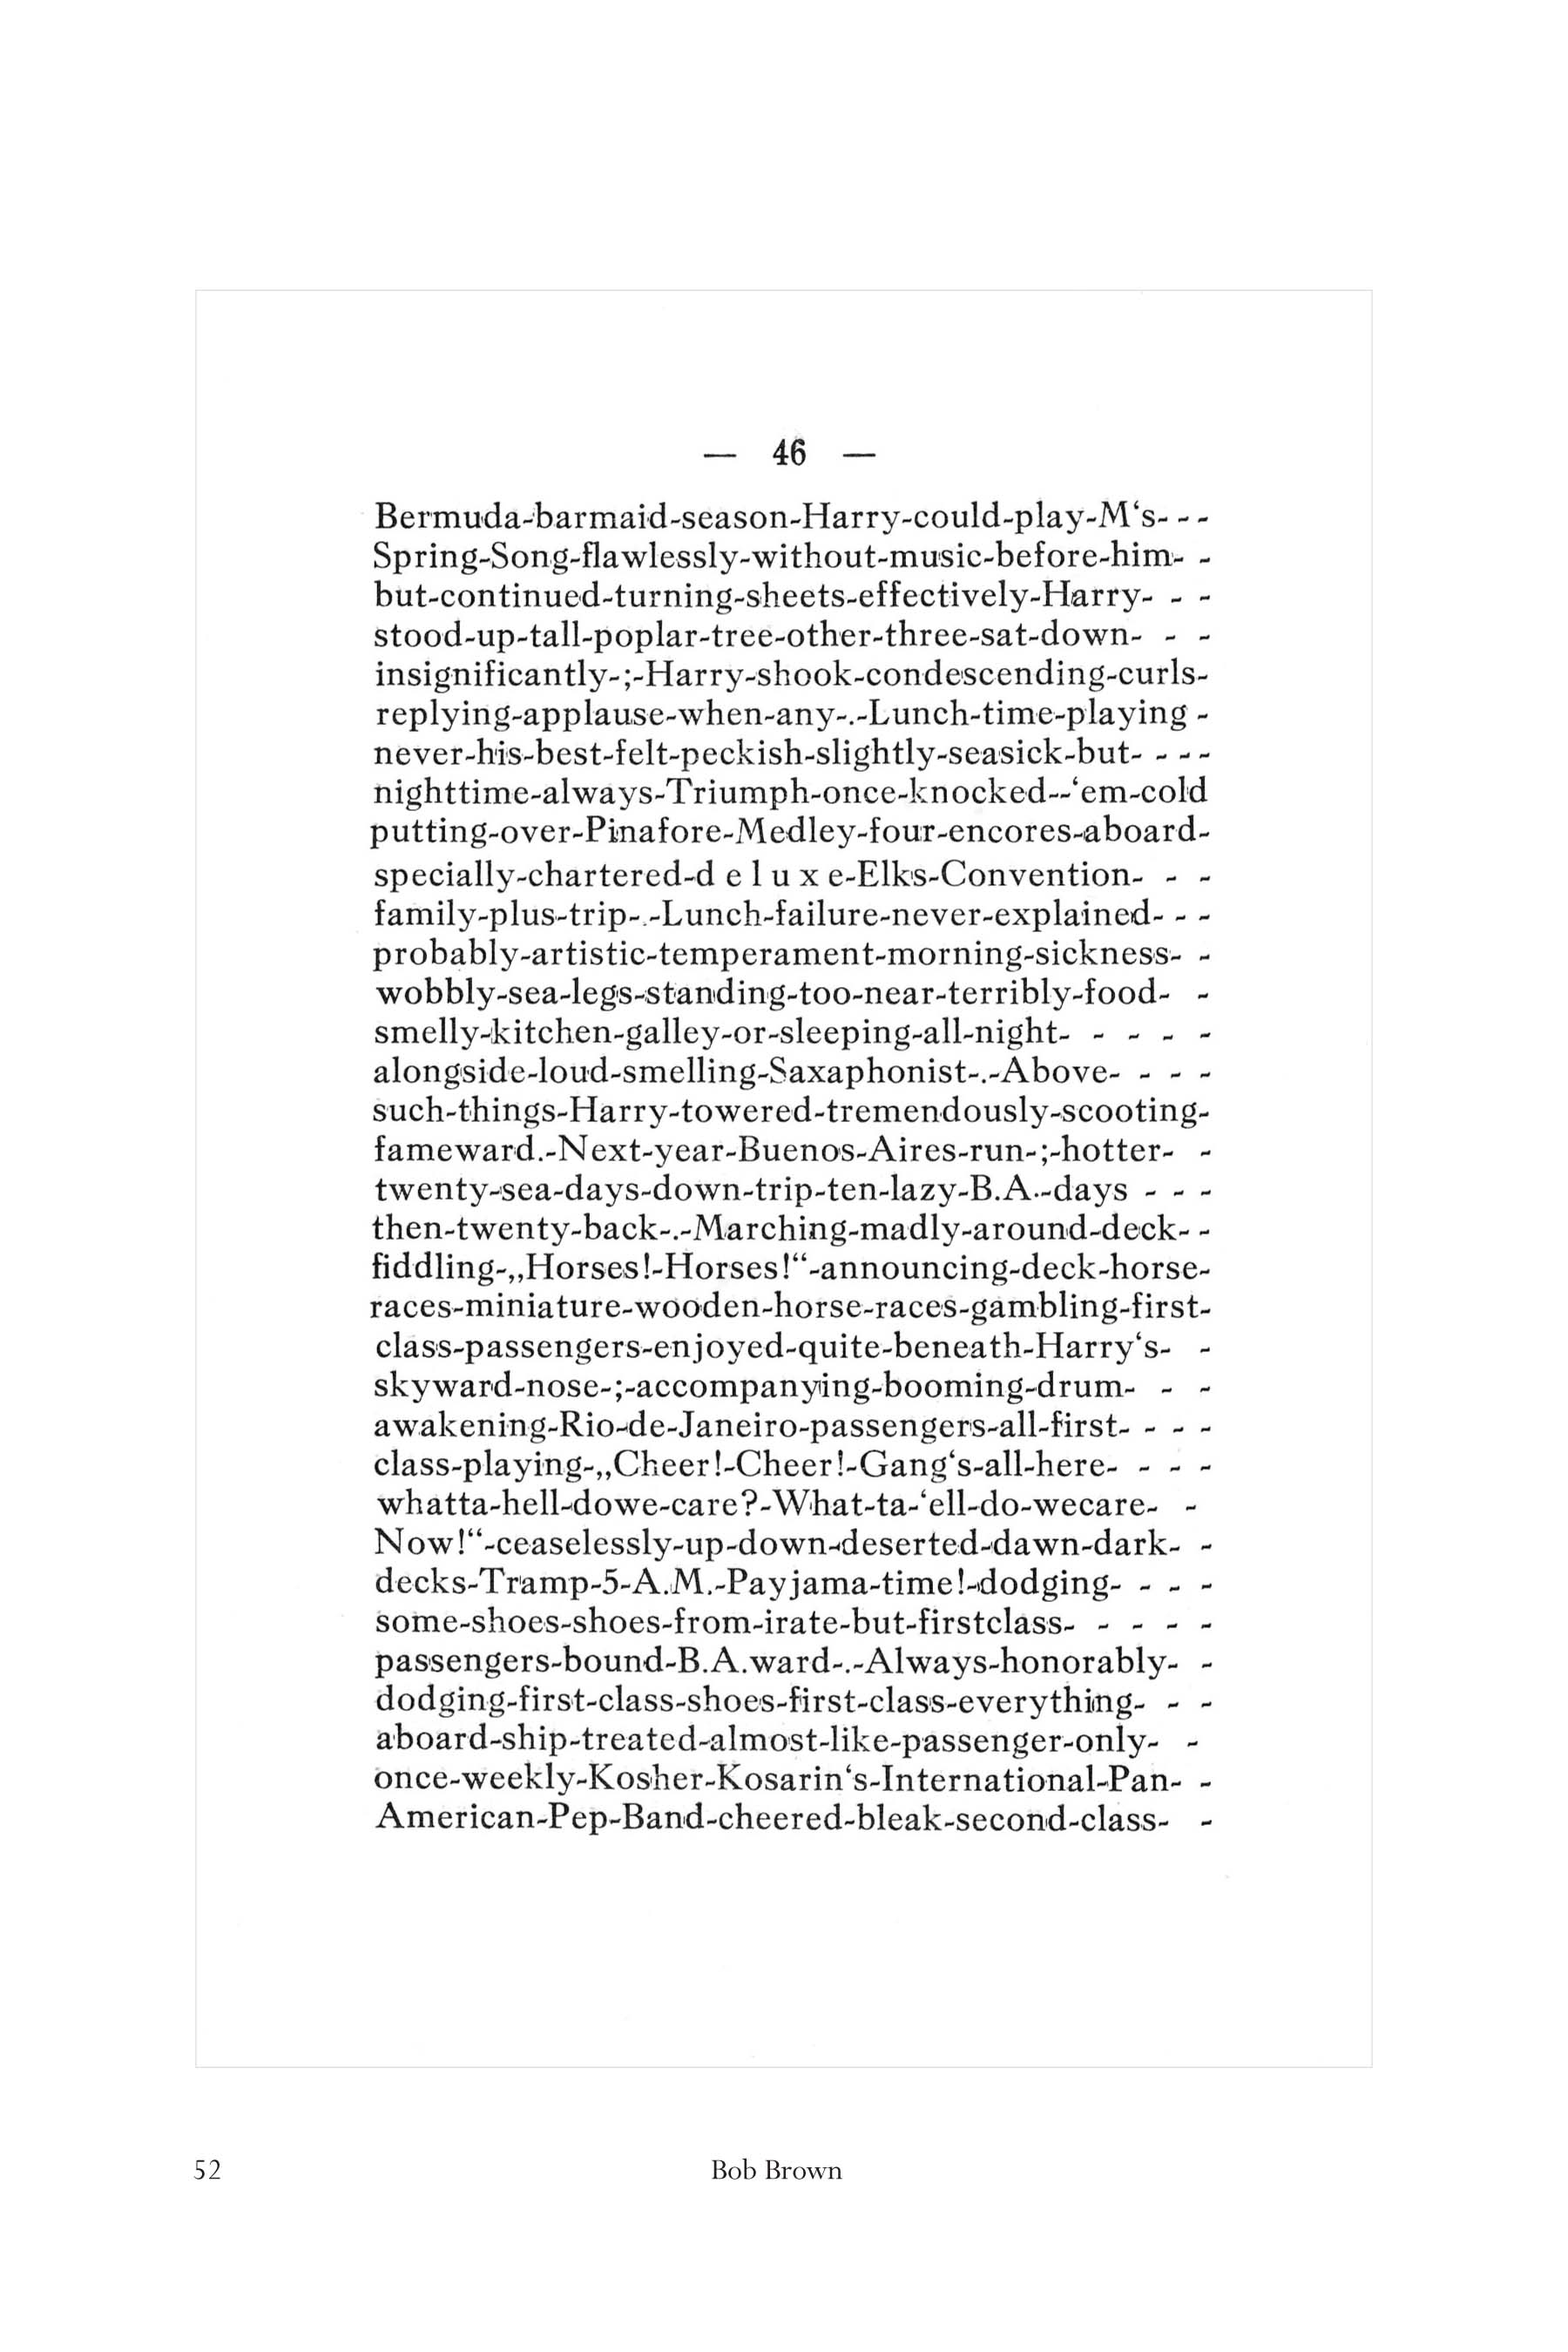 — 46 —
Bermuda-barmaid-season-Harry-could-play-M‘s- - -
Spring-Song-flawlessly-without-music-before-him- -
but-continued-turning-sheets-effectively-Harry- - -
stood-up-tall-poplar-tree-other-three-sat-down- - -
insignificantly-;-Harry-shook-condescending-curls-
replying-applause-when-any-.-Lunch-time-playing -
never-his-best-felt-peckish-slightly-seasick-but- - - -
nighttime-always-Triumph-once-knocked--‘em-cold
putting-over-Pinafore-Medley-four-encores-aboard-
specially-chartered-d e l u x e-Elks-Convention- - -
family-plus-trip-.-Lunch-failure-never-explained- - -
probably-artistic-temperament-morning-sickness- -
wobbly-sea-legs-standing-too-near-terribly-food- -
smelly-kitchen-galley-or-sleeping-all-night- - - - -
alongside-loud-smelling-Saxaphonist-.-Above- - - -
such-things-Harry-towered-tremendously-scooting-
fameward.-Next-year-Buenos-Aires-run-;-hotter- -
twenty-sea-days-down-trip-ten-lazy-B.A.-days - - -
then-twenty-back-.-Marching-madly-around-deck- -
fiddling-„Horses!-Horses!“-announcing-deck-horse-
races-miniature-wooden-horse-races-gambling-first-
class-passengers-enjoyed-quite-beneath-Harry‘s- -
skyward-nose-;-accompanying-booming-drum- - -
awakening-Rio-de-Janeiro-passengers-all-first- - - -
class-playing-„Cheer!-Cheer!-Gang‘s-all-here- - - -
whatta-hell-dowe-care?-What-ta-‘ell-do-wecare- -
Now!“-ceaselessly-up-down-deserted-dawn-dark- -
decks-Tramp-5-A.M.-Payjama-time!-dodging- - - -
some-shoes-shoes-from-irate-but-firstclass- - - - -
passengers-bound-B.A.ward-.-Always-honorably- -
dodging-first-class-shoes-first-class-everything- - -
aboard-ship-treated-almost-like-passenger-only- -
once-weekly-Kosher-Kosarin‘s-International-Pan- -
American-Pep-Band-cheered-bleak-second-class- -
52 Bob Brown